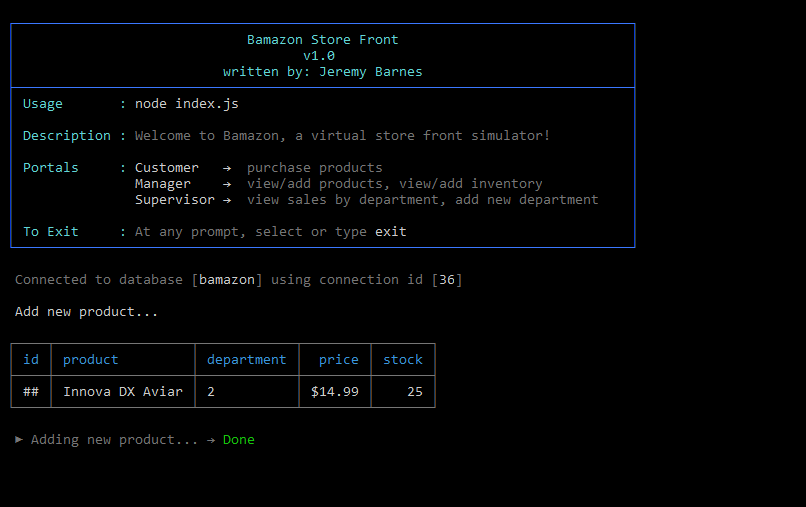 Bamazon Store Front
v1.0
written by: Jeremy Barnes
Usage : node index.js
Description : Welcome to Bamazon, a virtual store front simulator!
Portals : Customer → purchase products
Manager → view/add products, view/add inventory
Supervisor → view sales by department, add new department
To Exit : At any prompt, select or type exit
Connected to database [bamazon] using connection id [36]
Add new product...
id product department price stock
## Innova DX Aviar 2 $14.99 25
► Adding new product... → Done